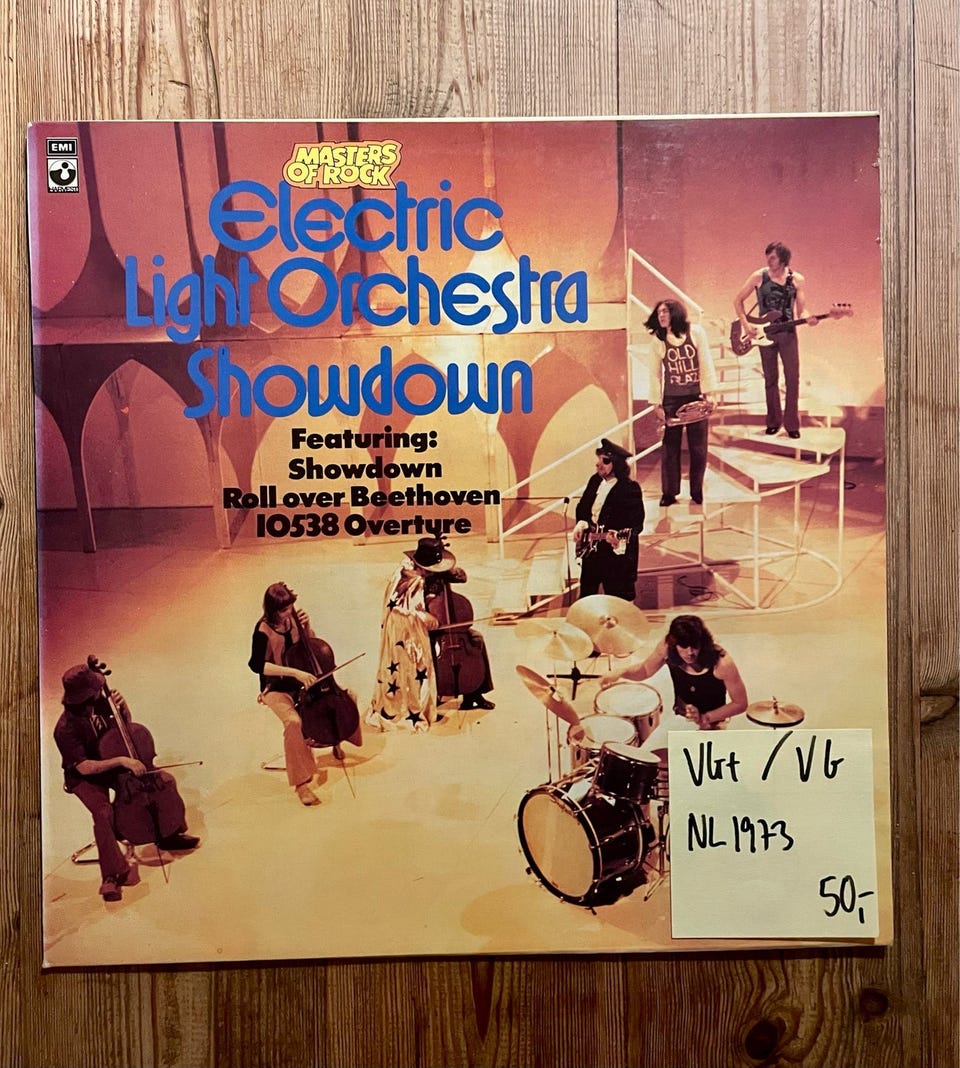 EMI
HARVEST
MASTERS
OF ROCK
Electric
Light Orchestra
Showdown
Featuring:
Showdown
Roll over Beethoven
10538 Overture
OLD
HILL
VG+ / VG
NL 1973
50,-